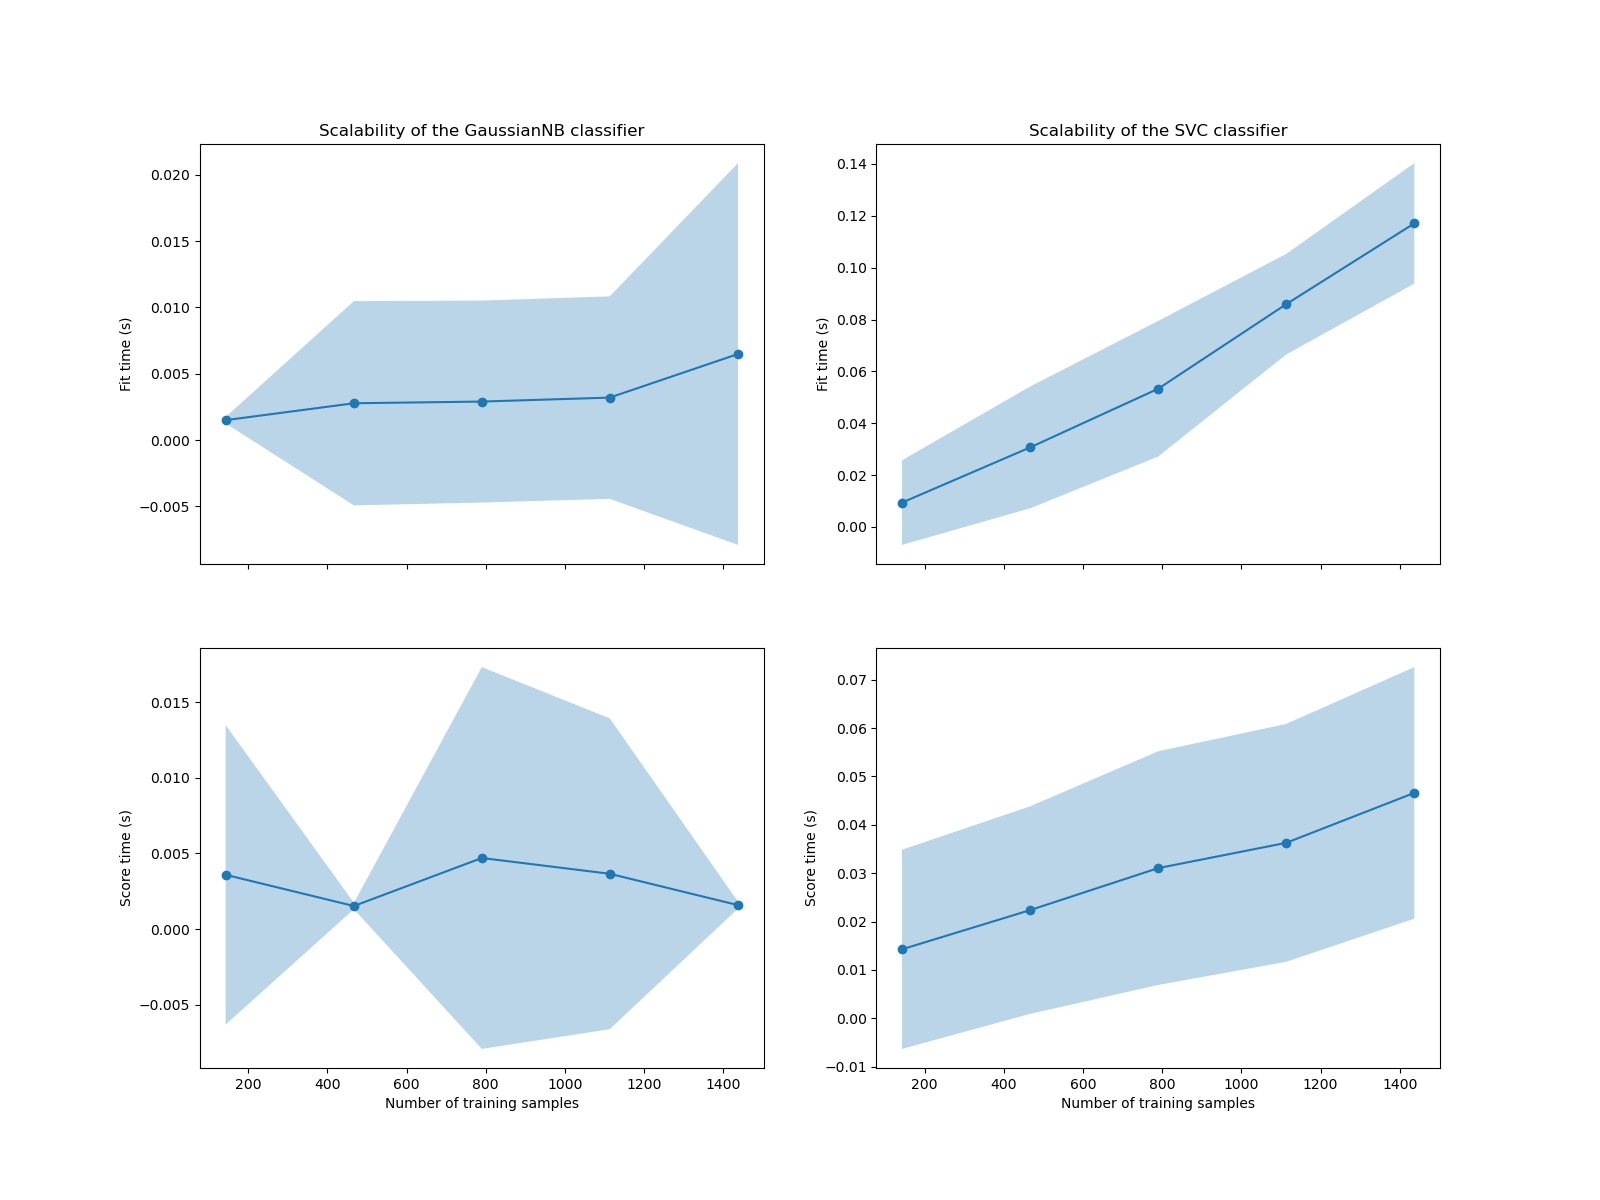 Scalability of the GaussianNB classifier
0.020
0.015
0.010
0.005
0.000
−0.005
Fit time (s)
Scalability of the SVC classifier
0.14
0.12
0.10
0.08
0.06
0.04
0.02
0.00
Fit time (s)
0.015
0.010
0.005
0.000
−0.005
Score time (s)
200 400 600 800 1000 1200 1400
Number of training samples
0.07
0.06
0.05
0.04
0.03
0.02
0.01
0.00
−0.01
Score time (s)
200 400 600 800 1000 1200 1400
Number of training samples